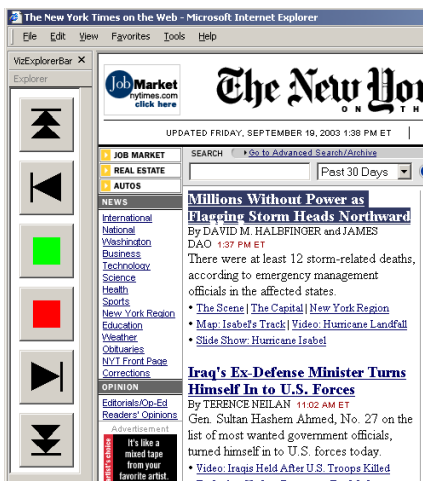 The New York Times on the Web - Microsoft Internet Explorer
File Edit View Favorites Tools Help
VizExplorerBar ×
Explorer
Job Market
nytimes.com
click here
The New Yor
ON TH
UPDATED FRIDAY, SEPTEMBER 19, 2003 1:38 PM ET
JOB MARKET
REAL ESTATE
AUTOS
NEWS
International
National
Washington
Business
Technology
Science
Health
Sports
New York Region
Education
Weather
Obituaries
NYT Front Page
Corrections
OPINION
Editorials/Op-Ed
Readers' Opinions
Advertisement
artist's choice
It's like a
mixed tape
from your
favorite artist.
SEARCH Go to Advanced Search/Archive
Past 30 Days
Millions Without Power as
Flagging Storm Heads Northward
By DAVID M. HALBFINGER and JAMES
DAO 1:37 PM ET
There were at least 12 storm-related deaths,
according to emergency management
officials in the affected states.
• The Scene | The Capital | New York Region
• Map: Isabel's Track | Video: Hurricane Landfall
• Slide Show: Hurricane Isabel
Iraq's Ex-Defense Minister Turns
Himself In to U.S. Forces
By TERENCE NEILAN 11:02 AM ET
Gen. Sultan Hashem Ahmed, No. 27 on the
list of most wanted government officials,
turned himself in to U.S. forces today.
• Video: Iraqis Held After U.S. Troops Killed